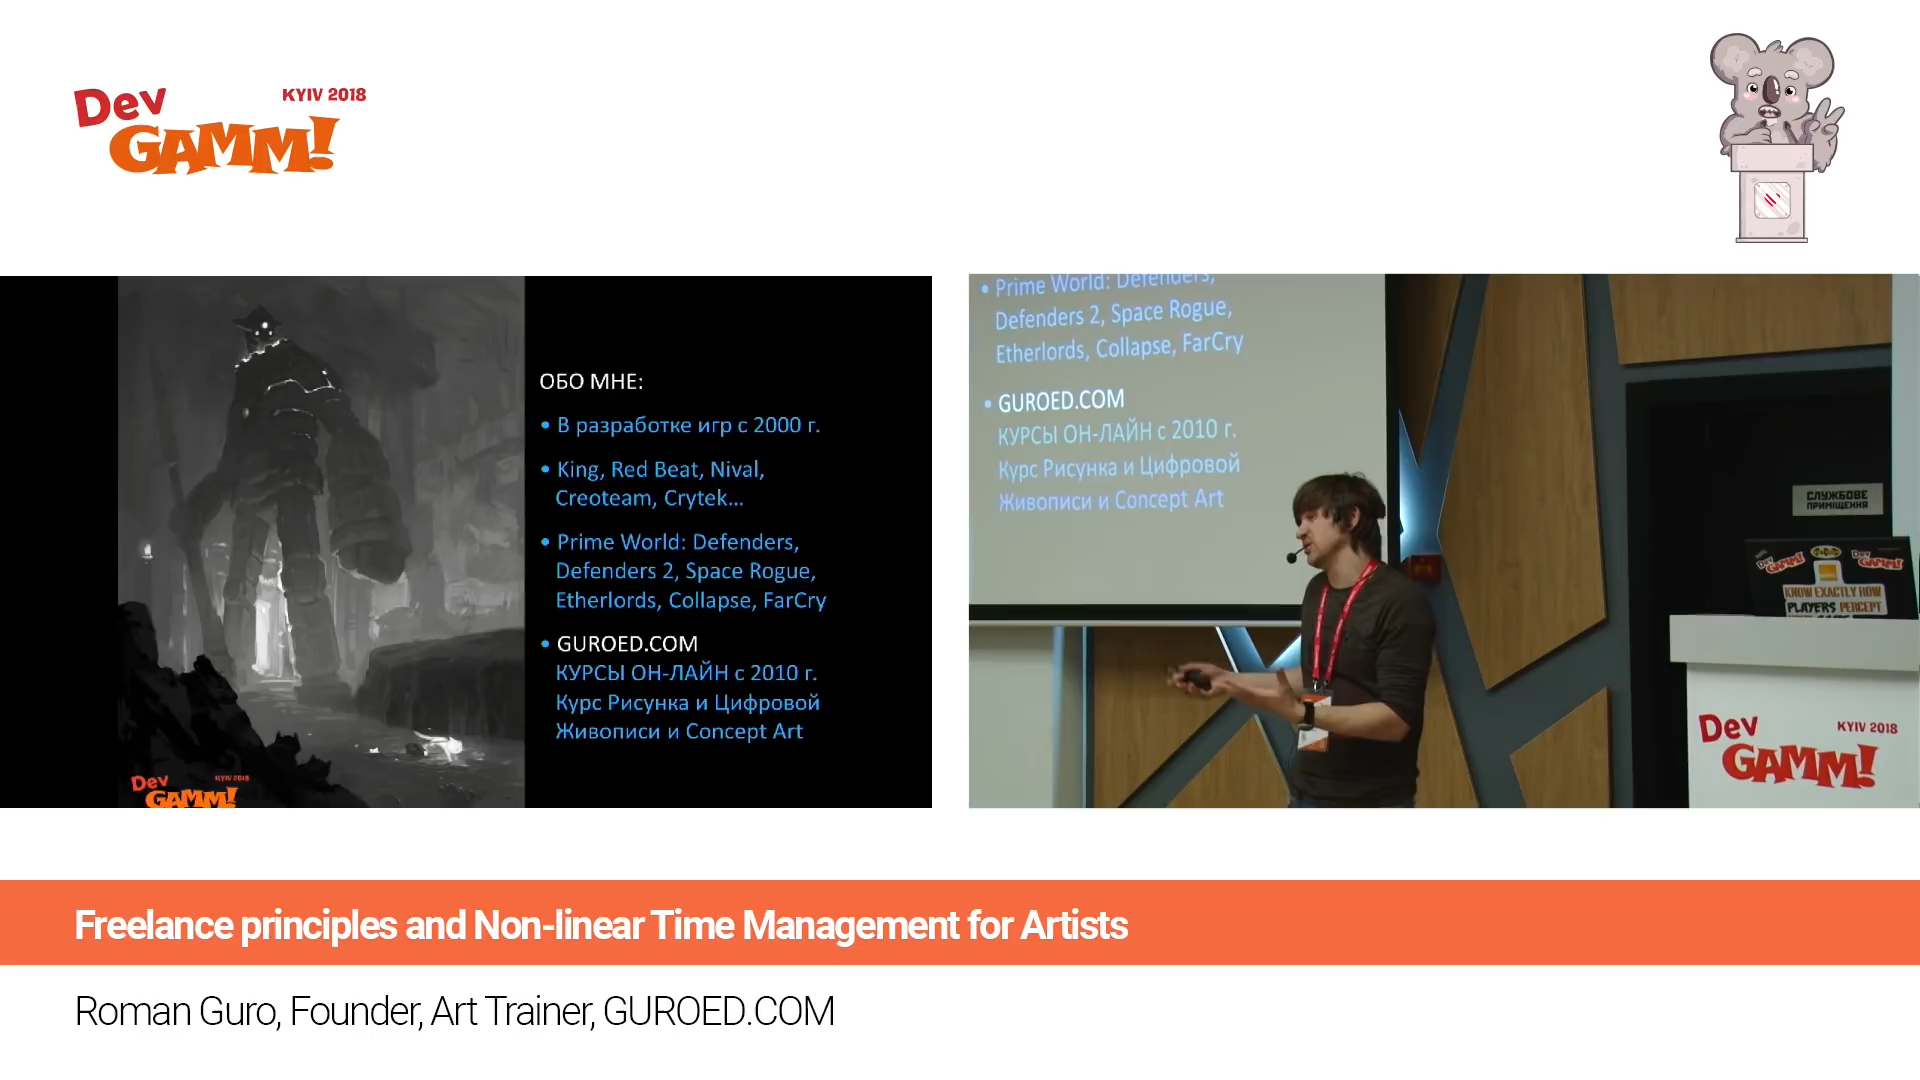 Dev
GAMM!
KYIV 2018
ОБО МНЕ:
• В разработке игр с 2000 г.
• King, Red Beat, Nival,
Creoteam, Crytek...
• Prime World: Defenders,
Defenders 2, Space Rogue,
Etherlords, Collapse, FarCry
• GUROED.COM
КУРСЫ ОН-ЛАЙН с 2010 г.
Курс Рисунка и Цифровой
Живописи и Concept Art
Dev
GAMM!
KYIV 2018
• Prime World: Defenders,
Defenders 2, Space Rogue,
Etherlords, Collapse, FarCry
• GUROED.COM
КУРСЫ ОН-ЛАЙН с 2010 г.
Курс Рисунка и Цифровой
Живописи и Concept Art
СЛУЖБОВЕ
ПРИМІЩЕННЯ
Dev
GAMM!
Dev
GAMM!
KNOW EXACTLY HOW
PLAYERS PERCEPT
Dev
GAMM!
KYIV 2018
Freelance principles and Non-linear Time Management for Artists
Roman Guro, Founder, Art Trainer, GUROED.COM